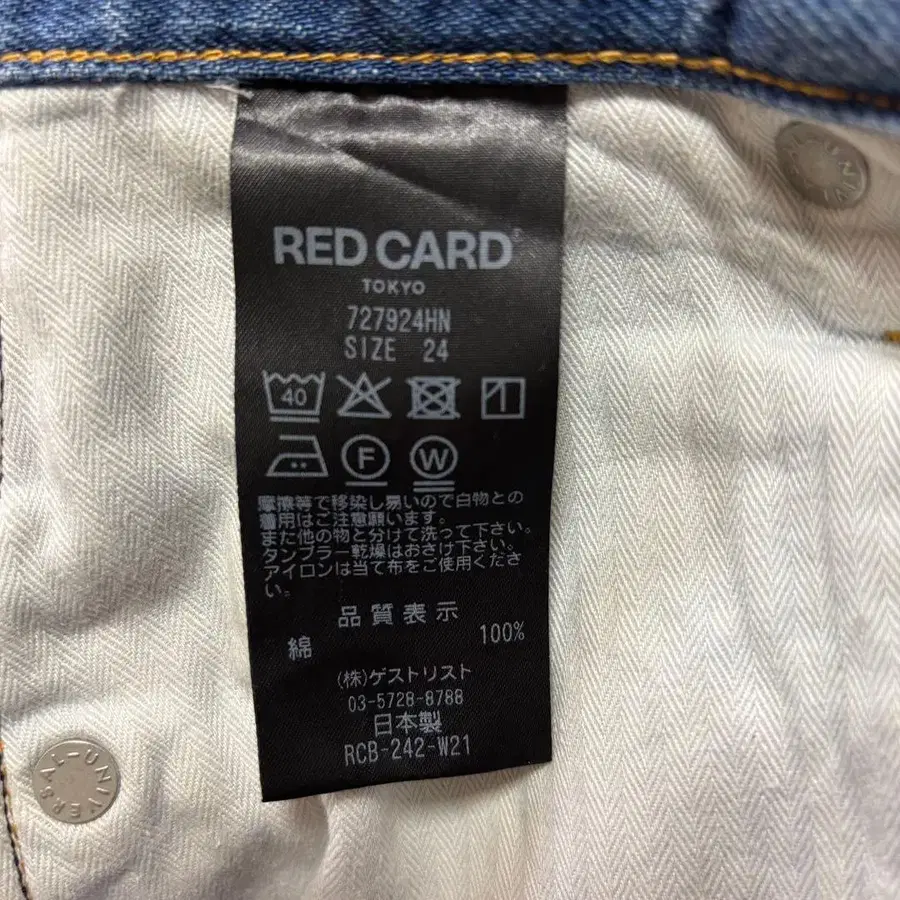 UNIVERSAL
RED CARD
TOKYO
727924HN
SIZE 24
40
F W
摩擦等で移染し易いので白物との
着用はご注意願います。
また他の物と分けて洗って下さい。
タンブラー乾燥はおさけ下さい。
アイロンは当て布をご使用くださ
い。
品質表示
綿 100%
(株)ゲストリスト
03-5728-8788
日本製
RCB-242-W21
UNIVERSAL